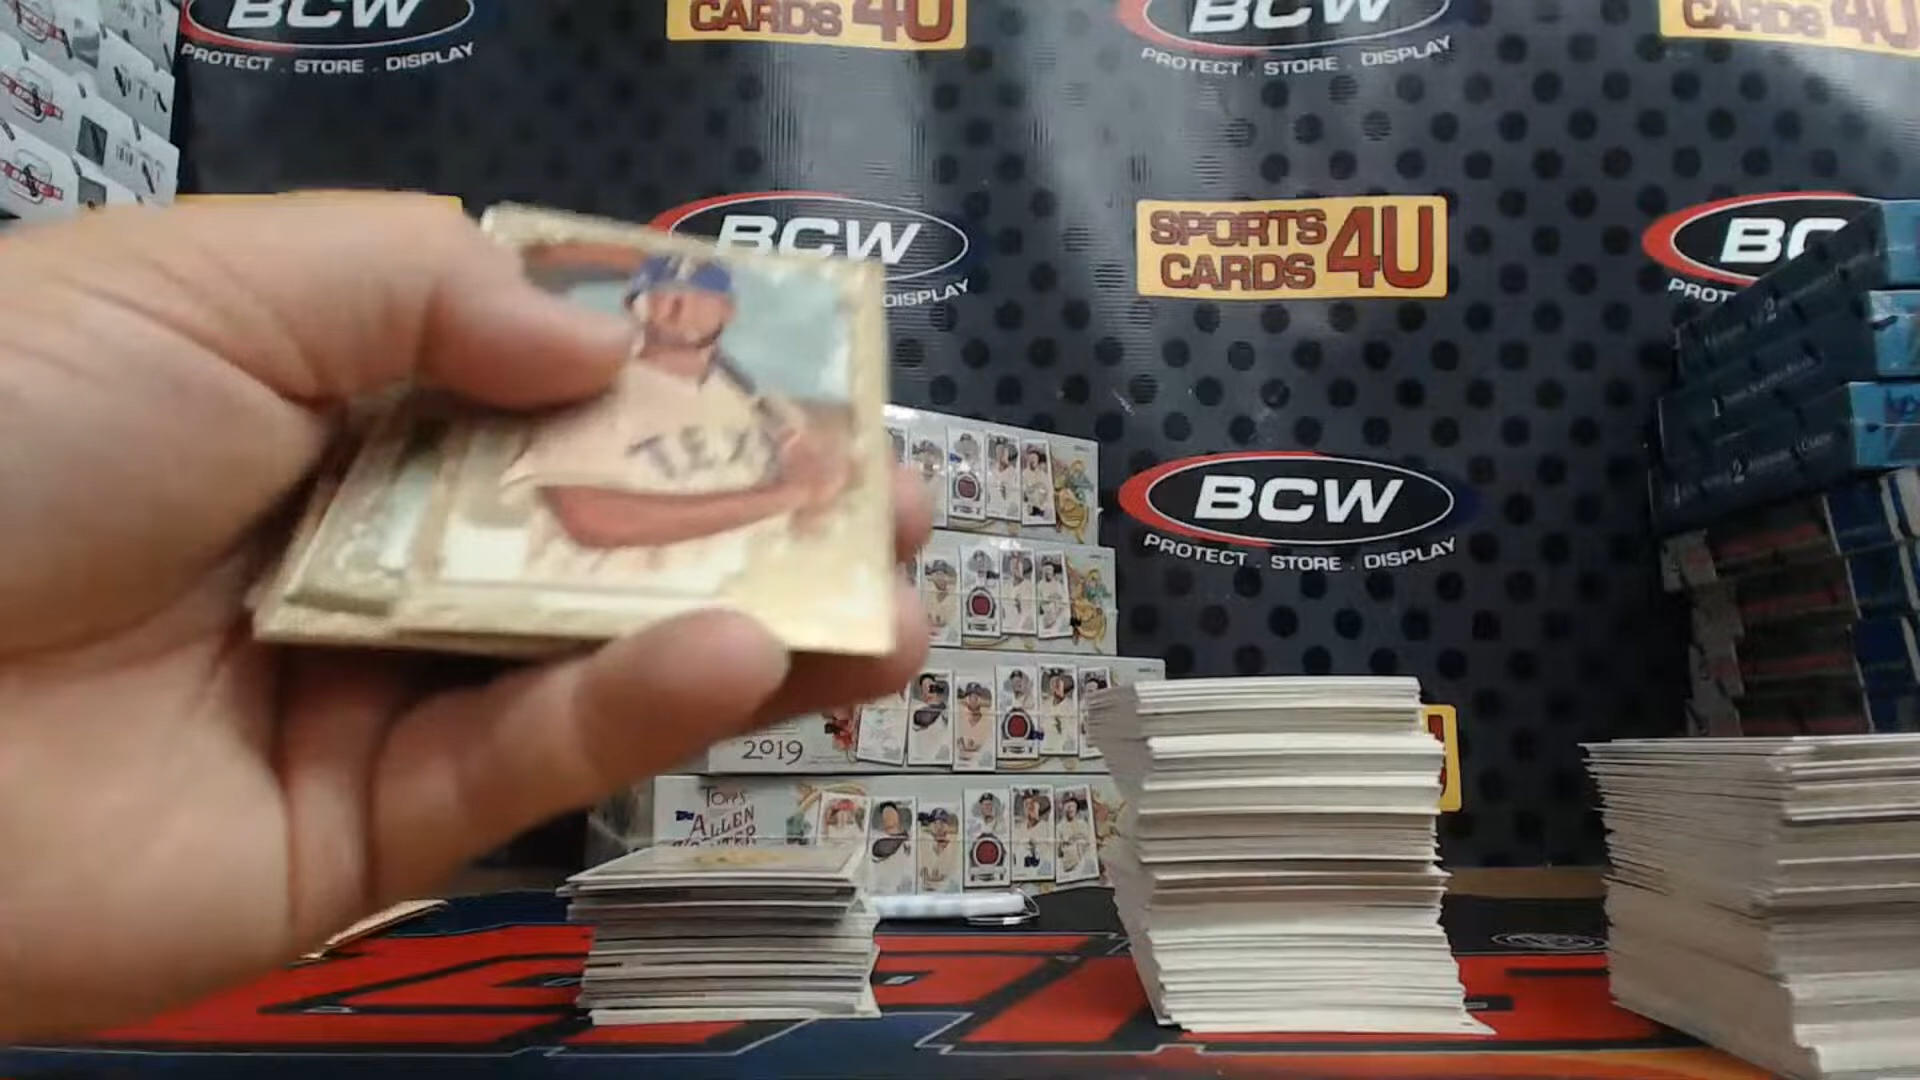 BCW
PROTECT . STORE . DISPLAY
CARDS 4U
BCW
PROTECT . STORE . DISPLAY
CARDS 4U
BCW
DISPLAY
SPORTS
CARDS 4U
BC
PROT
TEX
BCW
PROTECT . STORE . DISPLAY
2019
TOPPS
ALLEN